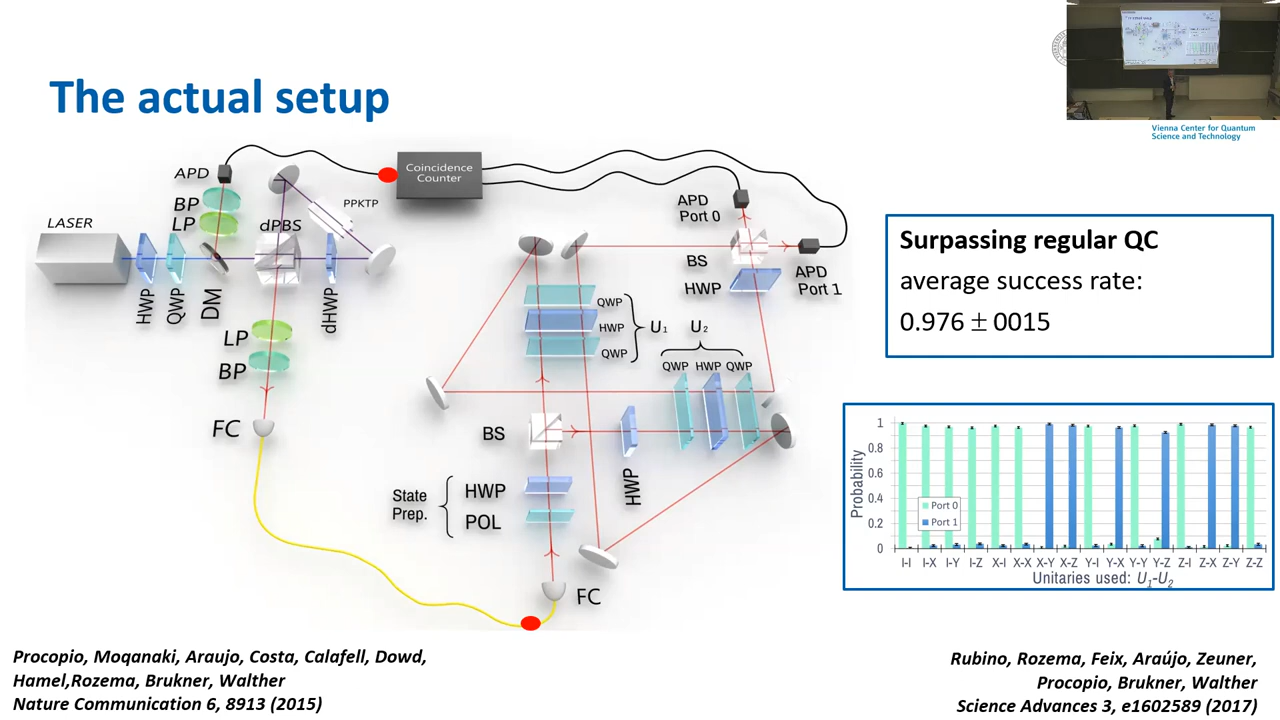 The actual setup
Vienna Center for Quantum
Science and Technology
LASER
HWP
QWP
DM
APD
BP
LP
dPBS
PPKTP
dHWP
LP
BP
FC
Coincidence
Counter
APD
Port 0
BS
HWP
APD
Port 1
QWP
HWP
QWP
U1
U2
QWP HWP QWP
BS
HWP
State
Prep.
HWP
POL
FC
Surpassing regular QC
average success rate:
0.976 ± 0015
Probability
1
0.8
0.6
0.4
0.2
0
Port 0
Port 1
I-I I-X I-Y I-Z X-I X-X X-Y X-Z Y-I Y-X Y-Y Y-Z Z-I Z-X Z-Y Z-Z
Unitaries used: U1-U2
Procopio, Moqanaki, Araujo, Costa, Calafell, Dowd,
Hamel,Rozema, Brukner, Walther
Nature Communication 6, 8913 (2015)
Rubino, Rozema, Feix, Araújo, Zeuner,
Procopio, Brukner, Walther
Science Advances 3, e1602589 (2017)